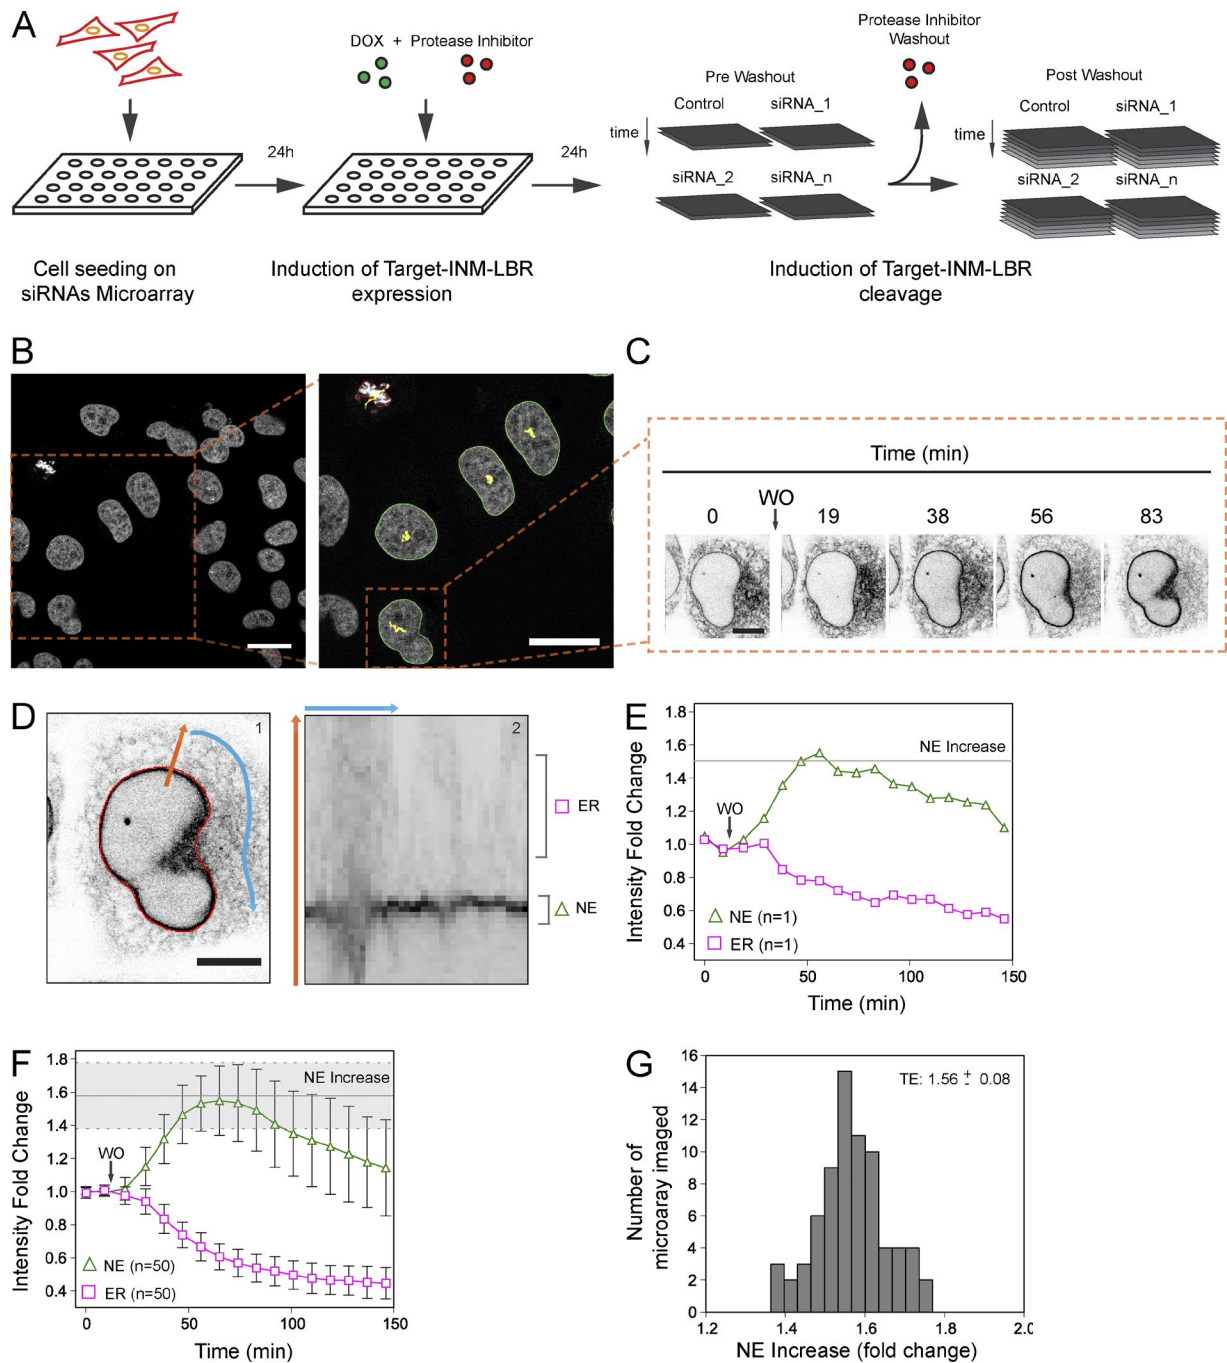 A
DOX + Protease Inhibitor
24h
24h
Cell seeding on
siRNAs Microarray
Induction of Target-INM-LBR
expression
Pre Washout
Control
siRNA_1
time
siRNA_2
siRNA_n
Protease Inhibitor
Washout
Post Washout
Control
siRNA_1
time
siRNA_2
siRNA_n
Induction of Target-INM-LBR
cleavage
B
C
Time (min)
WO
0
19
38
56
83
D
1
2
ER
NE
E
Intensity Fold Change
1.8
1.6
1.4
1.2
1.0
0.8
0.6
0.4
NE Increase
WO
NE (n=1)
ER (n=1)
0
50
100
150
Time (min)
F
Intensity Fold Change
1.8
1.6
1.4
1.2
1.0
0.8
0.6
0.4
NE Increase
WO
NE (n=50)
ER (n=50)
0
50
100
150
Time (min)
G
Number of
microarray imaged
16
14
12
10
8
6
4
2
0
TE: 1.56 ± 0.08
1.2
1.4
1.6
1.8
2.0
NE Increase (fold change)